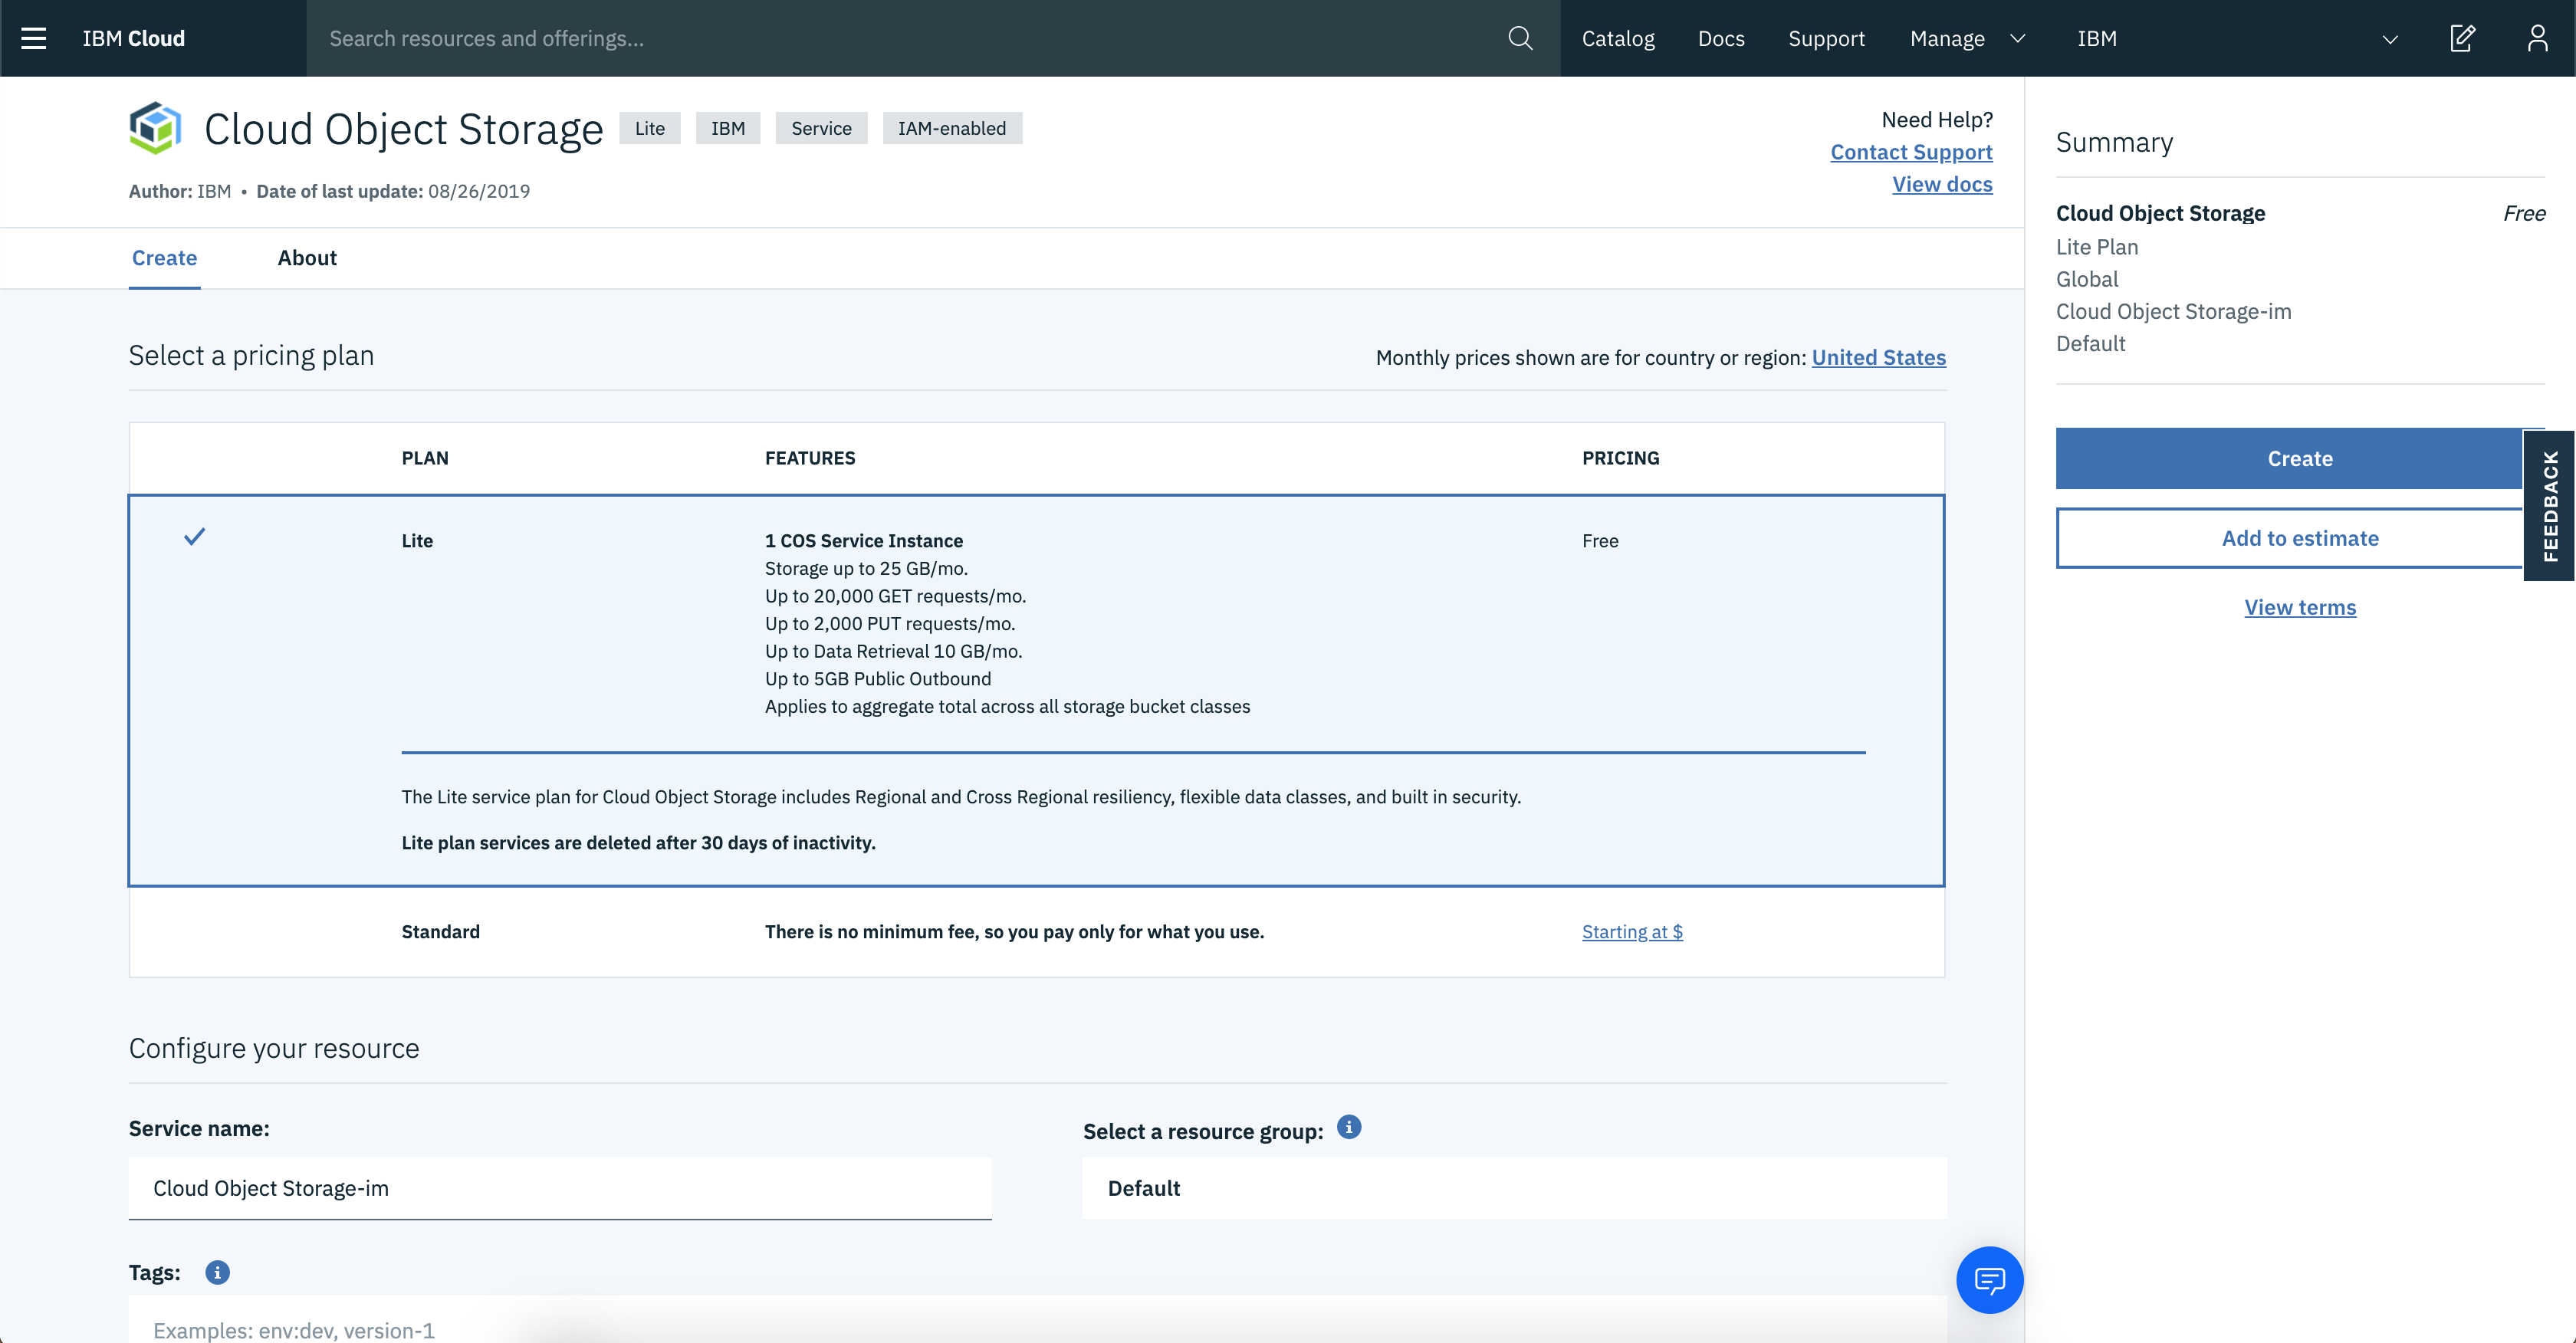 IBM Cloud
Search resources and offerings...
Catalog
Docs
Support
Manage
IBM
Cloud Object Storage
Lite
IBM
Service
IAM-enabled
Author: IBM • Date of last update: 08/26/2019
Need Help?
Contact Support
View docs
Create
About
Select a pricing plan
Monthly prices shown are for country or region: United States
PLAN
FEATURES
PRICING
Lite
1 COS Service Instance
Free
Storage up to 25 GB/mo.
Up to 20,000 GET requests/mo.
Up to 2,000 PUT requests/mo.
Up to Data Retrieval 10 GB/mo.
Up to 5GB Public Outbound
Applies to aggregate total across all storage bucket classes
The Lite service plan for Cloud Object Storage includes Regional and Cross Regional resiliency, flexible data classes, and built in security.
Lite plan services are deleted after 30 days of inactivity.
Standard
There is no minimum fee, so you pay only for what you use.
Starting at $
Configure your resource
Service name:
Cloud Object Storage-im
Select a resource group:
Default
Tags:
Examples: env:dev, version-1
Summary
Cloud Object Storage
Free
Lite Plan
Global
Cloud Object Storage-im
Default
Create
Add to estimate
View terms
FEEDBACK